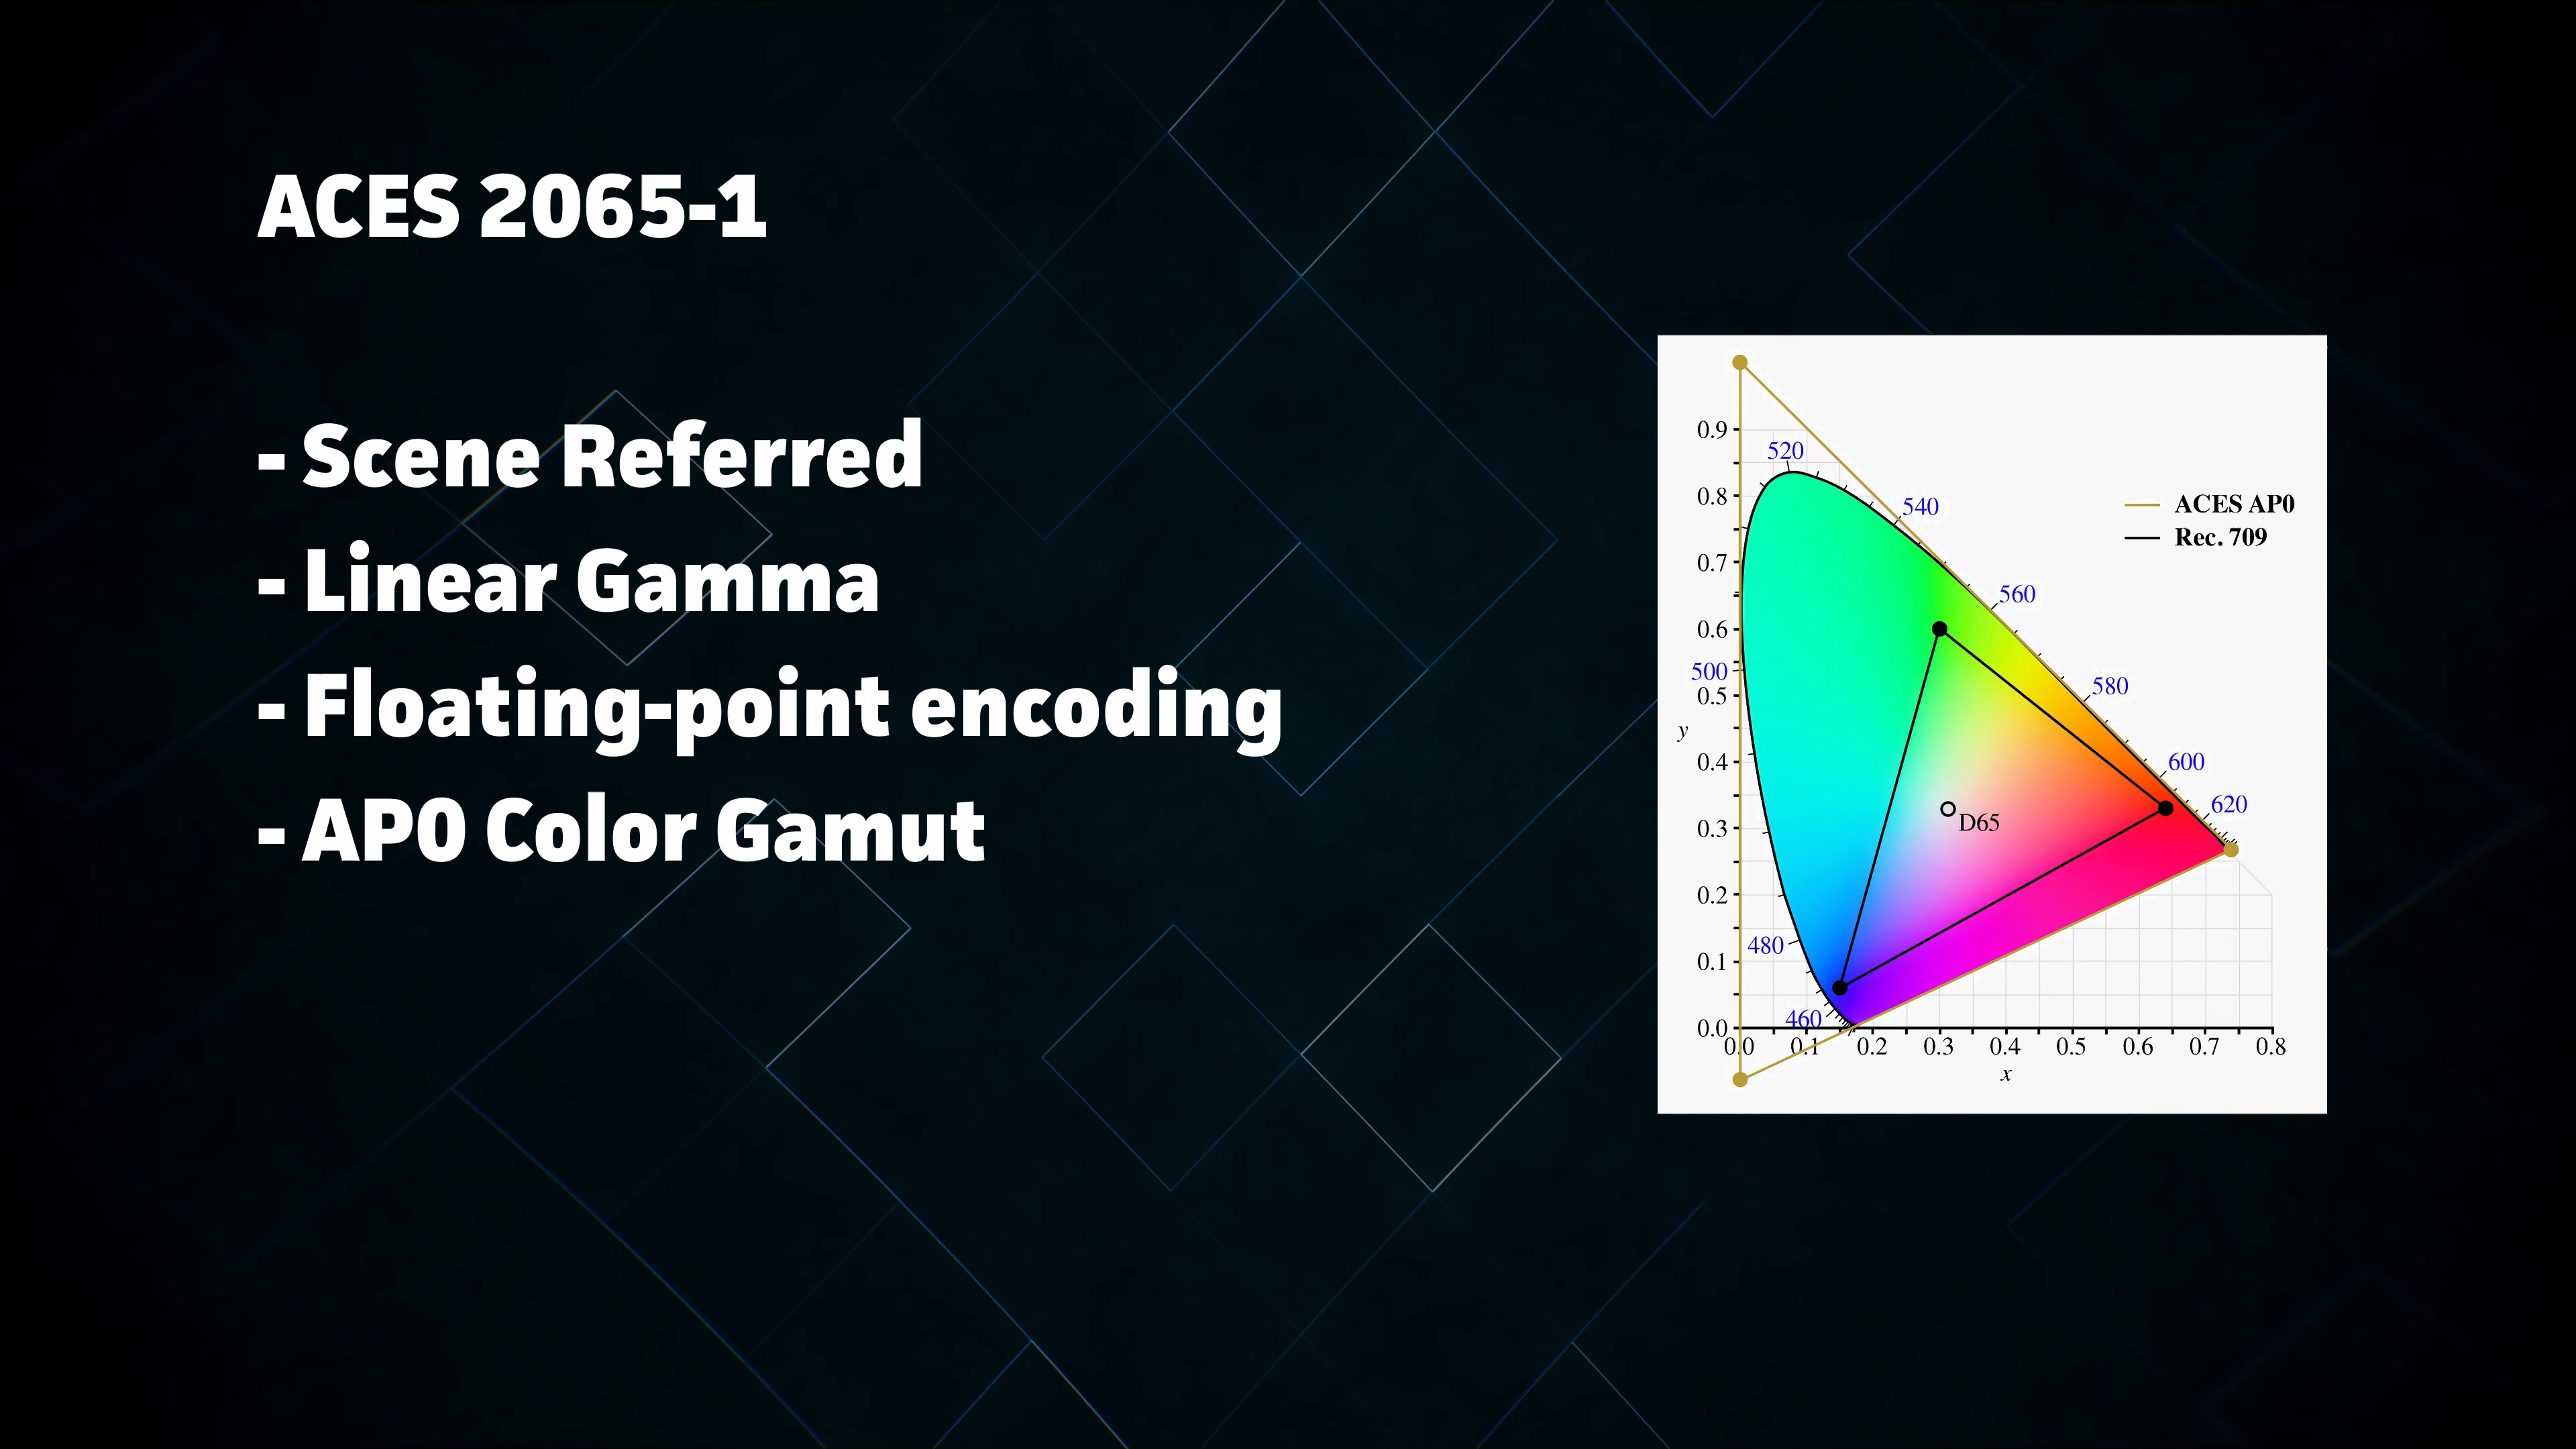 ACES 2065-1
- Scene Referred
- Linear Gamma
- Floating-point encoding
- AP0 Color Gamut
ACES AP0
Rec. 709
0.9
0.8
0.7
0.6
0.5
0.4
0.3
0.2
0.1
0.0
y
520
540
560
500
580
600
620
D65
480
460
0.0 0.1 0.2 0.3 0.4 0.5 0.6 0.7 0.8
x